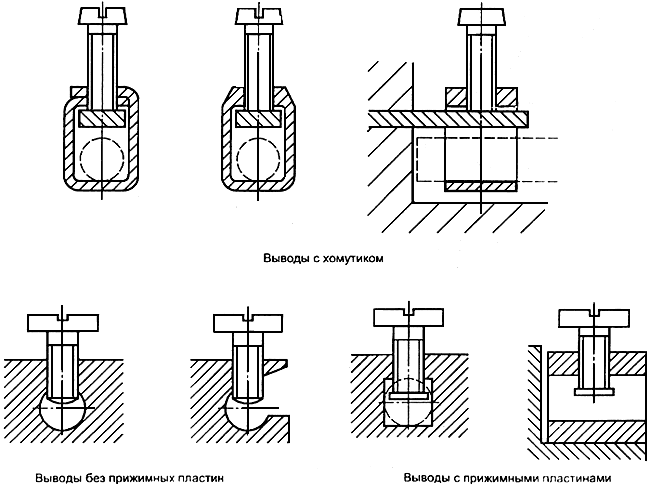 Выводы с хомутиком
Выводы без прижимных пластин
Выводы с прижимными пластинами